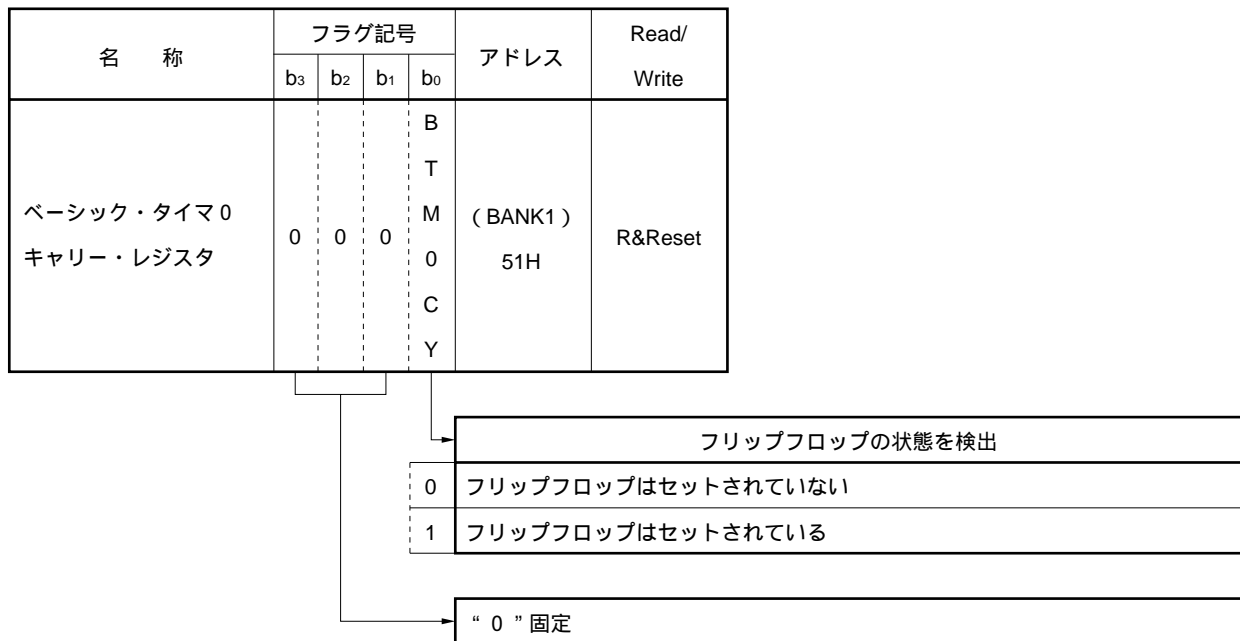 名 称
フラグ記号
アドレス
Read/
Write
b3 b2 b1 b0
ベーシック・タイマ0
キャリー・レジスタ
0 0 0
B
T
M
0
C
Y
(BANK1)
51H
R&Reset
フリップフロップの状態を検出
0 フリップフロップはセットされていない
1 フリップフロップはセットされている
“0”固定